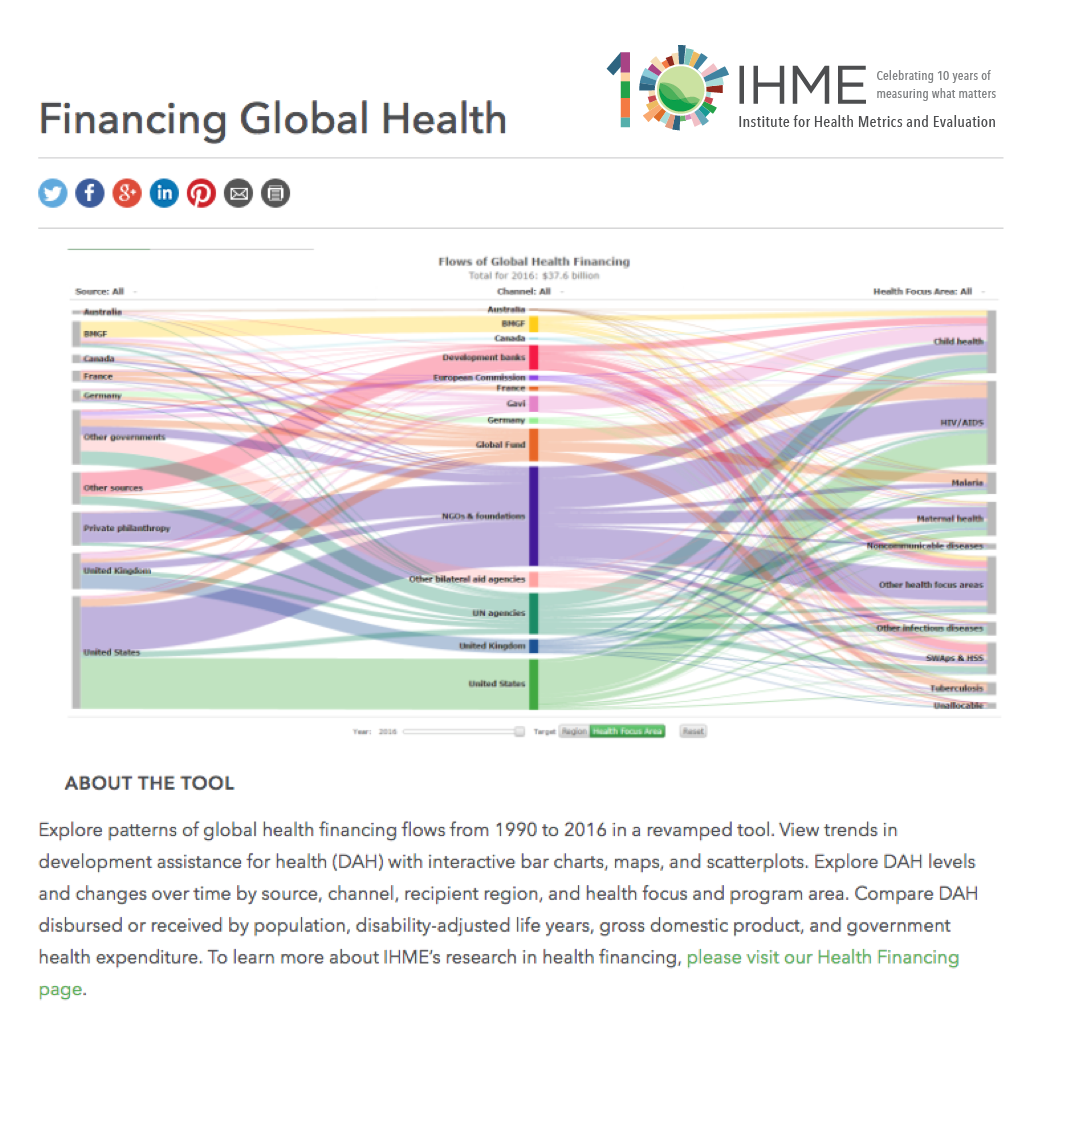 10
IHME
Celebrating 10 years of
measuring what matters
Institute for Health Metrics and Evaluation
Financing Global Health
Flows of Global Health Financing
Total for 2016: $37.6 billion
Source: All
Channel: All
Health Focus Area: All
Australia
BMGF
Canada
France
Germany
Other governments
Other sources
Private philanthropy
United Kingdom
United States
Australia
BMGF
Canada
Development banks
European Commission
France
Gavi
Germany
Global Fund
NGOs & foundations
Other bilateral aid agencies
UN agencies
United Kingdom
United States
Child health
HIV/AIDS
Malaria
Maternal health
Noncommunicable diseases
Other health focus areas
Other infectious diseases
SWAps & HSS
Tuberculosis
Unallocable
Year: 2016 Target Region Health Focus Area Reset
ABOUT THE TOOL
Explore patterns of global health financing flows from 1990 to 2016 in a revamped tool. View trends in
development assistance for health (DAH) with interactive bar charts, maps, and scatterplots. Explore DAH levels
and changes over time by source, channel, recipient region, and health focus and program area. Compare DAH
disbursed or received by population, disability-adjusted life years, gross domestic product, and government
health expenditure. To learn more about IHME's research in health financing, please visit our Health Financing
page.